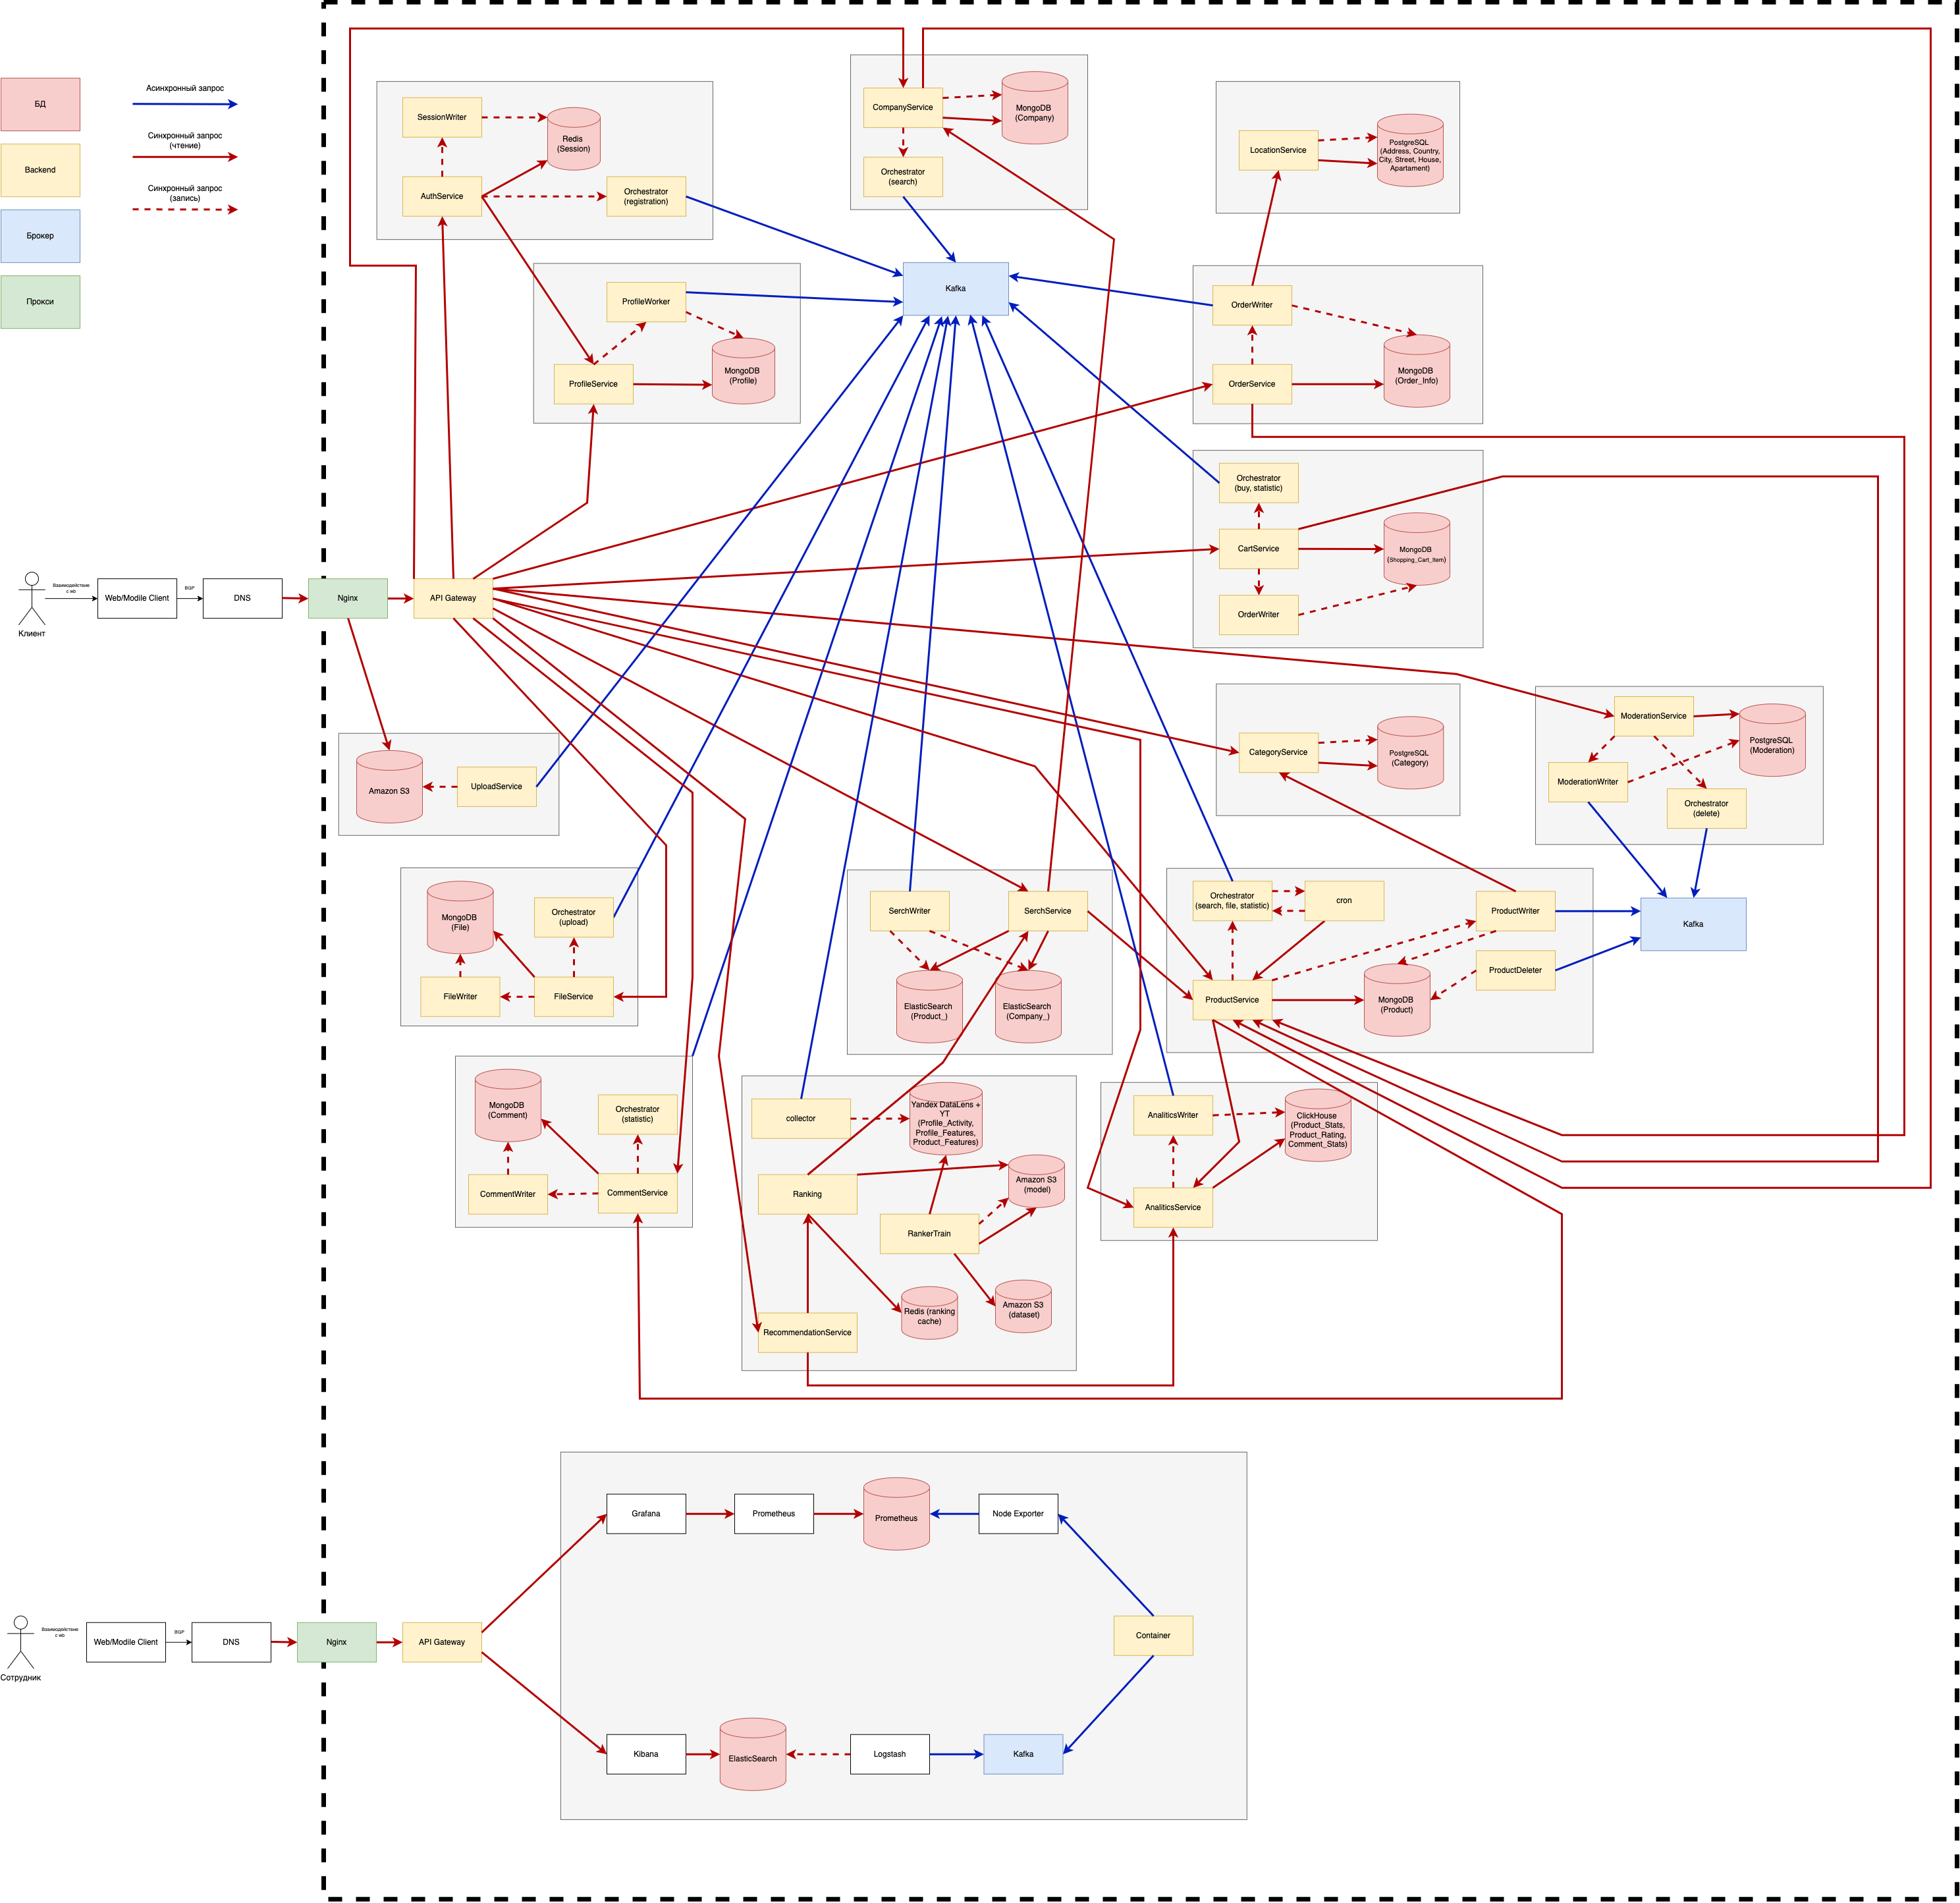 БД
Backend
Брокер
Прокси
Асинхронный запрос
Синхронный запрос
(чтение)
Синхронный запрос
(запись)
SessionWriter
Redis
(Session)
AuthService
Orchestrator
(registration)
CompanyService
MongoDB
(Company)
Orchestrator
(search)
LocationService
PostgreSQL
(Address, Country,
City, Street, House,
Apartament)
ProfileWorker
ProfileService
MongoDB
(Profile)
Kafka
OrderWriter
OrderService
MongoDB
(Order_Info)
Orchestrator
(buy, statistic)
CartService
MongoDB
(Shopping_Cart_Item)
OrderWriter
Клиент
Взаимодействие
с wb
Web/Modile Client
BGP
DNS
Nginx
API Gateway
Amazon S3
UploadService
CategoryService
PostgreSQL
(Category)
ModerationService
PostgreSQL
(Moderation)
ModerationWriter
Orchestrator
(delete)
MongoDB
(File)
Orchestrator
(upload)
FileWriter
FileService
SerchWriter
SerchService
ElasticSearch
(Product_)
ElasticSearch
(Company_)
Orchestrator
(search, file, statistic)
cron
ProductWriter
ProductDeleter
ProductService
MongoDB
(Product)
Kafka
MongoDB
(Comment)
Orchestrator
(statistic)
CommentWriter
CommentService
collector
Yandex DataLens +
YT
(Profile_Activity,
Profile_Features,
Product_Features)
Ranking
Amazon S3
(model)
RankerTrain
Redis (ranking
cache)
Amazon S3
(dataset)
RecommendationService
AnaliticsWriter
ClickHouse
(Product_Stats,
Product_Rating,
Comment_Stats)
AnaliticsService
Grafana
Prometheus
Prometheus
Node Exporter
Container
Kibana
ElasticSearch
Logstash
Kafka
Сотрудник
Взаимодействие
с wb
Web/Modile Client
BGP
DNS
Nginx
API Gateway